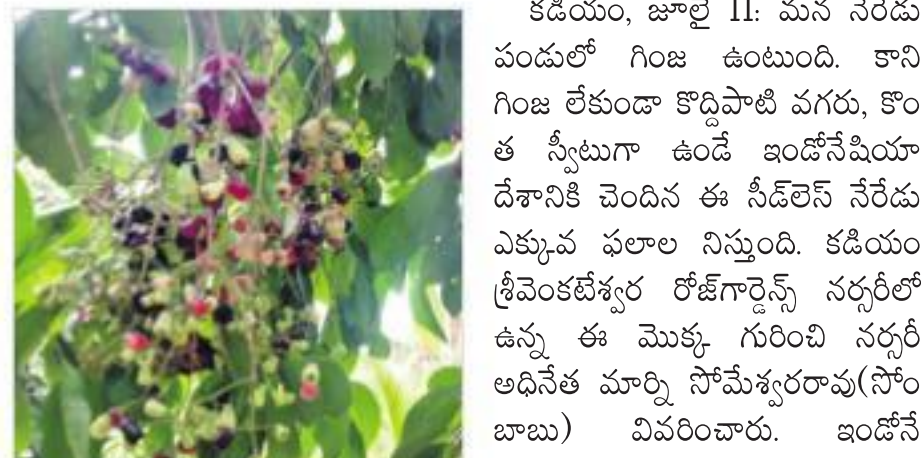 కడియం, జూలై 11: మన నేరేడు
పండులో గింజ ఉంటుంది. కాని
గింజ లేకుండా కొద్దిపాటి వగరు, కొం
త స్వీటుగా ఉండే ఇండోనేషియా
దేశానికి చెందిన ఈ సీడ్‌లెస్ నేరేడు
ఎక్కువ ఫలాల నిస్తుంది. కడియం
శ్రీవెంకటేశ్వర రోజ్‌గార్డెన్స్ నర్సరీలో
ఉన్న ఈ మొక్క గురించి నర్సరీ
అధినేత మార్ని సోమేశ్వరరావు(సోం
బాబు) వివరించారు. ఇండోనే